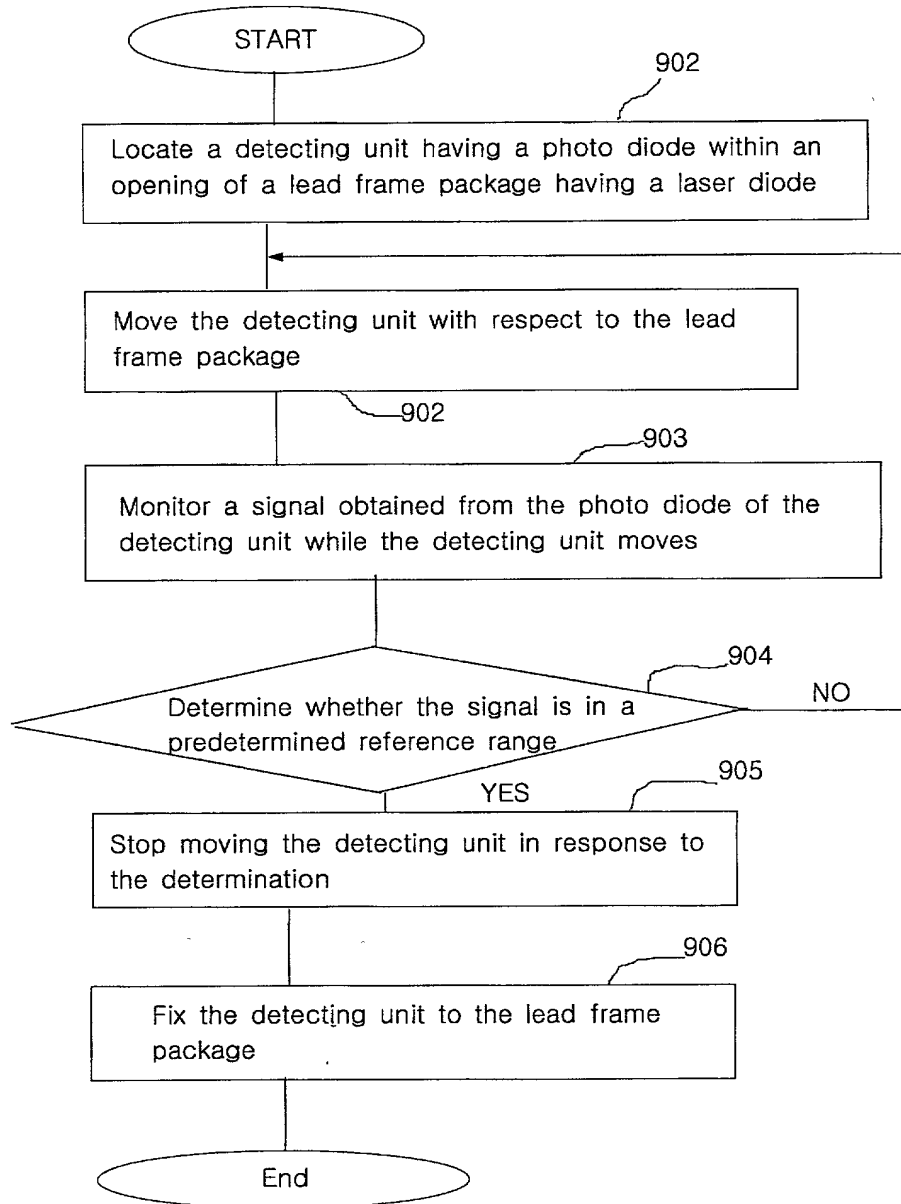 START
902
Locate a detecting unit having a photo diode within an
opening of a lead frame package having a laser diode
Move the detecting unit with respect to the lead
frame package
902
903
Monitor a signal obtained from the photo diode of the
detecting unit while the detecting unit moves
904
NO
Determine whether the signal is in a
predetermined reference range
YES
905
Stop moving the detecting unit in response to
the determination
906
Fix the detecting unit to the lead frame
package
End